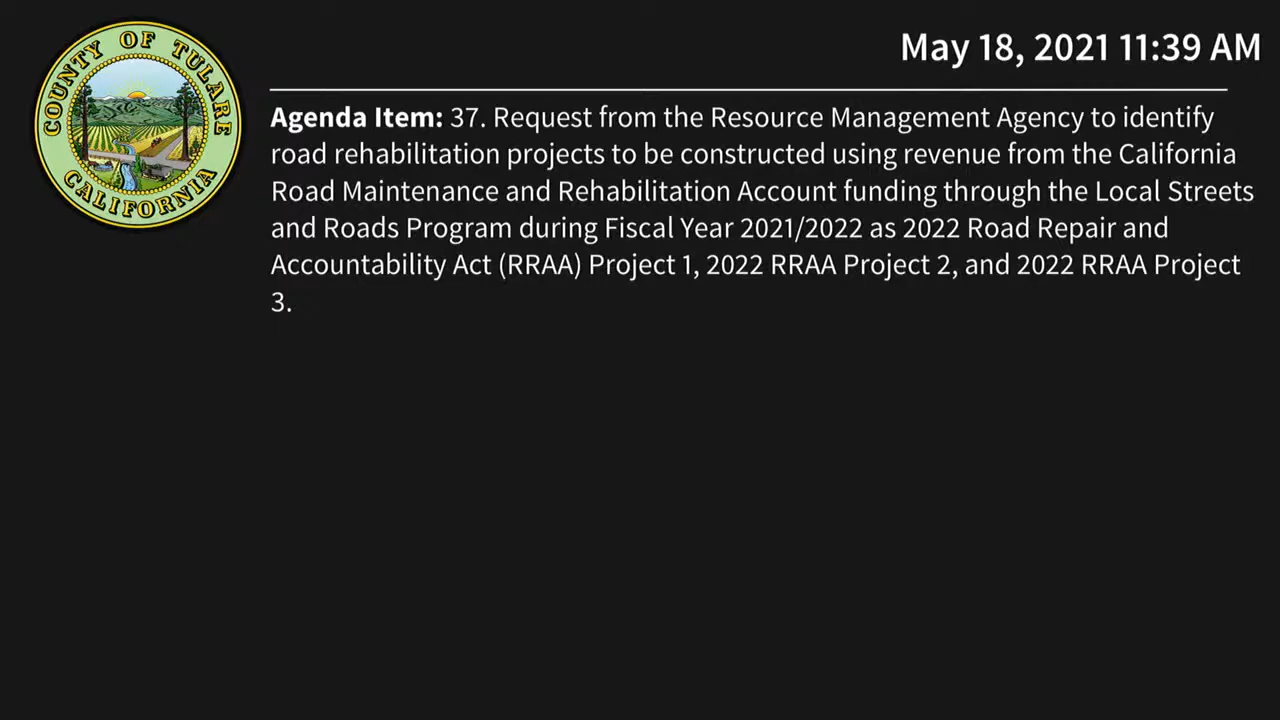 COUNTY OF TULARE
CALIFORNIA
May 18, 2021 11:39 AM
Agenda Item: 37. Request from the Resource Management Agency to identify
road rehabilitation projects to be constructed using revenue from the California
Road Maintenance and Rehabilitation Account funding through the Local Streets
and Roads Program during Fiscal Year 2021/2022 as 2022 Road Repair and
Accountability Act (RRAA) Project 1, 2022 RRAA Project 2, and 2022 RRAA Project
3.